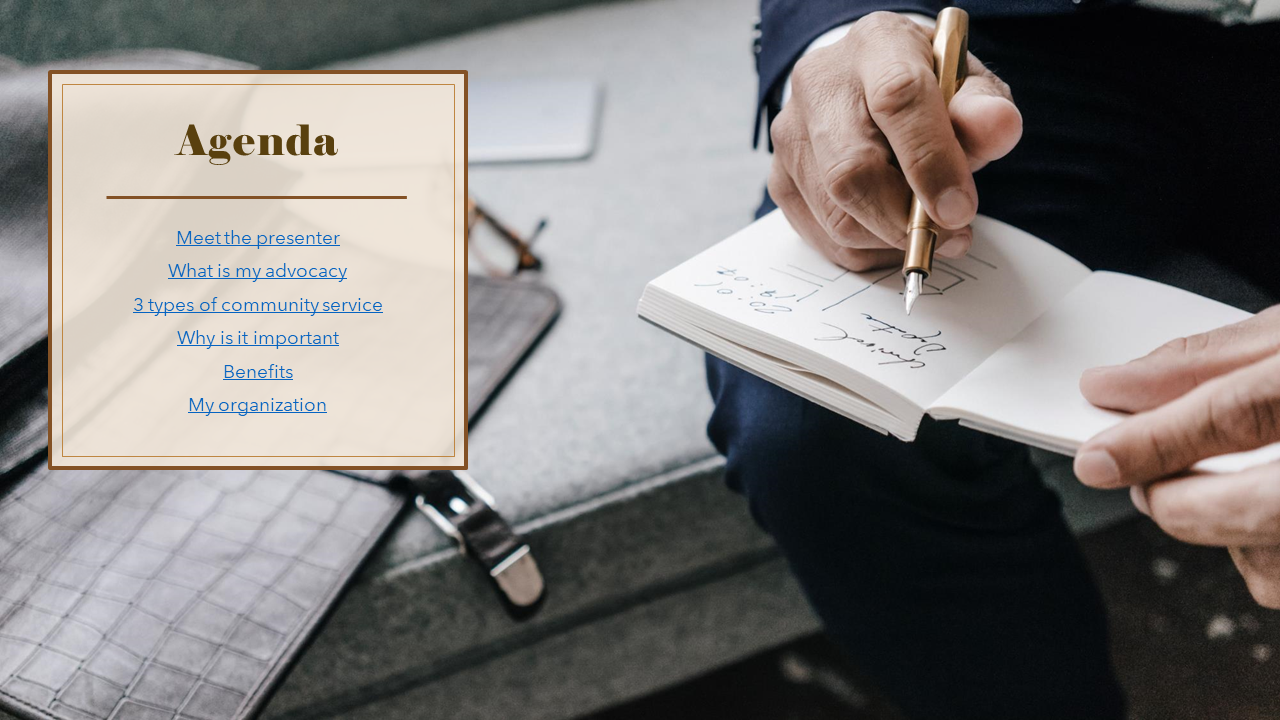 Agenda
Meet the presenter
What is my advocacy
3 types of community service
Why is it important
Benefits
My organization